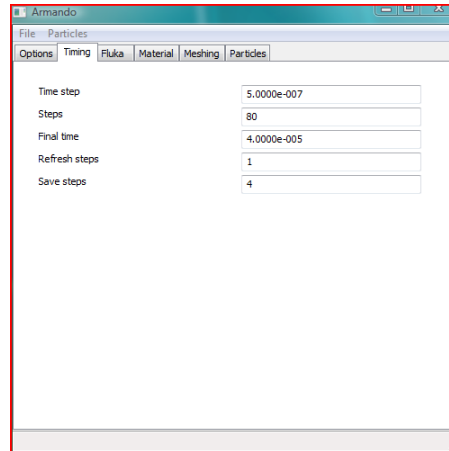 Armando
File Particles
Options Timing Fluka Material Meshing Particles
Time step 5.0000e-007
Steps 80
Final time 4.0000e-005
Refresh steps 1
Save steps 4